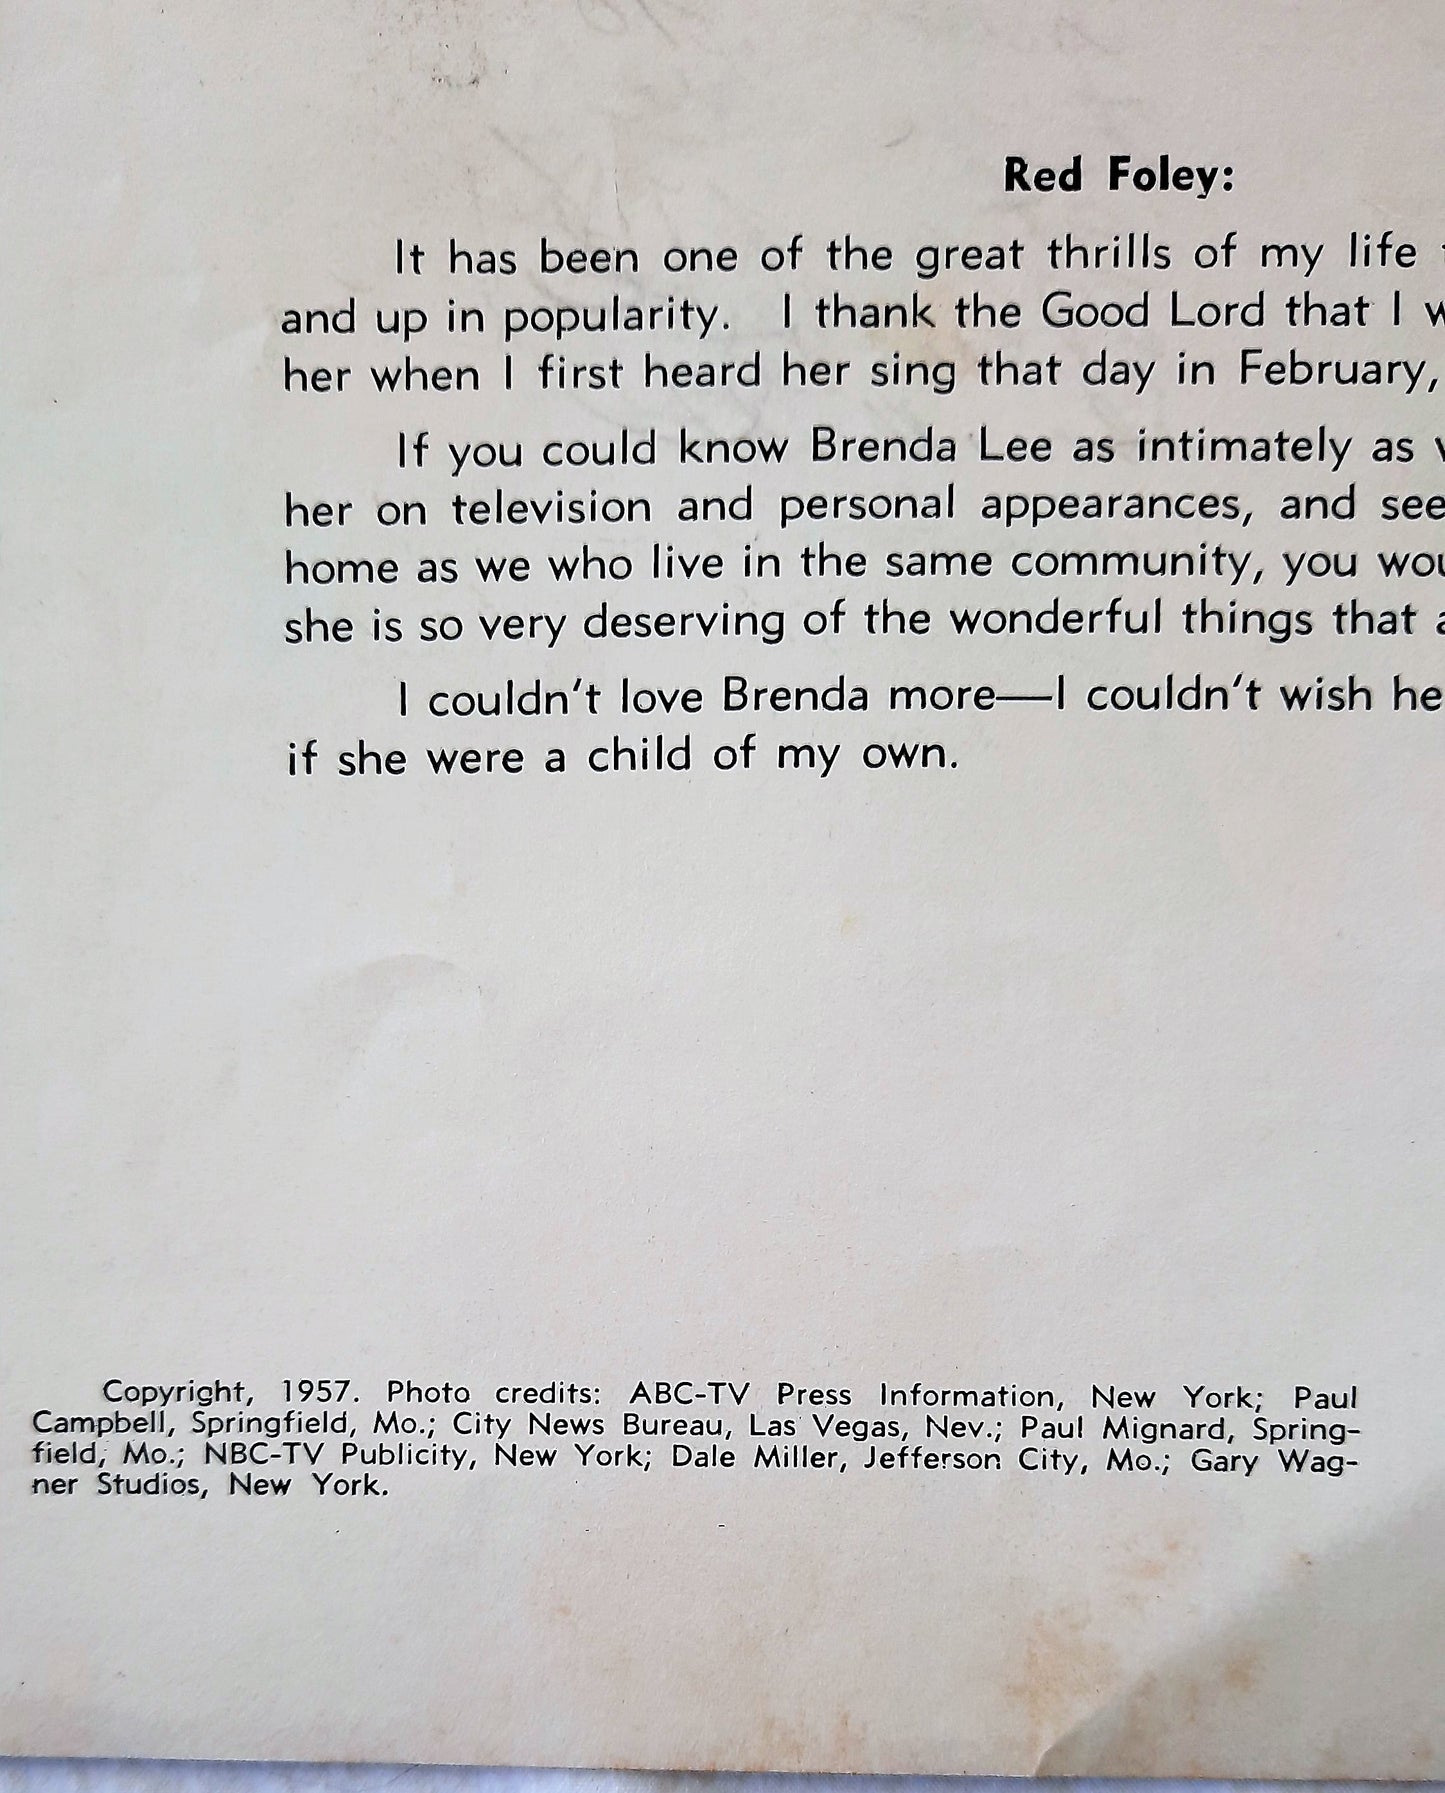 Red Foley:
It has been one of the great thrills of my life
and up in popularity. I thank the Good Lord that I
her when I first heard her sing that day in February,
If you could know Brenda Lee as intimately as
her on television and personal appearances, and see
home as we who live in the same community, you
she is so very deserving of the wonderful things that
I couldn't love Brenda more—I couldn't wish
if she were a child of my own.
Copyright, 1957. Photo credits: ABC-TV Press Information, New York; Paul
Campbell, Springfield, Mo.; City News Bureau, Las Vegas, Nev.; Paul Mignard, Spring-
field, Mo.; NBC-TV Publicity, New York; Dale Miller, Jefferson City, Mo.; Gary Wag-
ner Studios, New York.